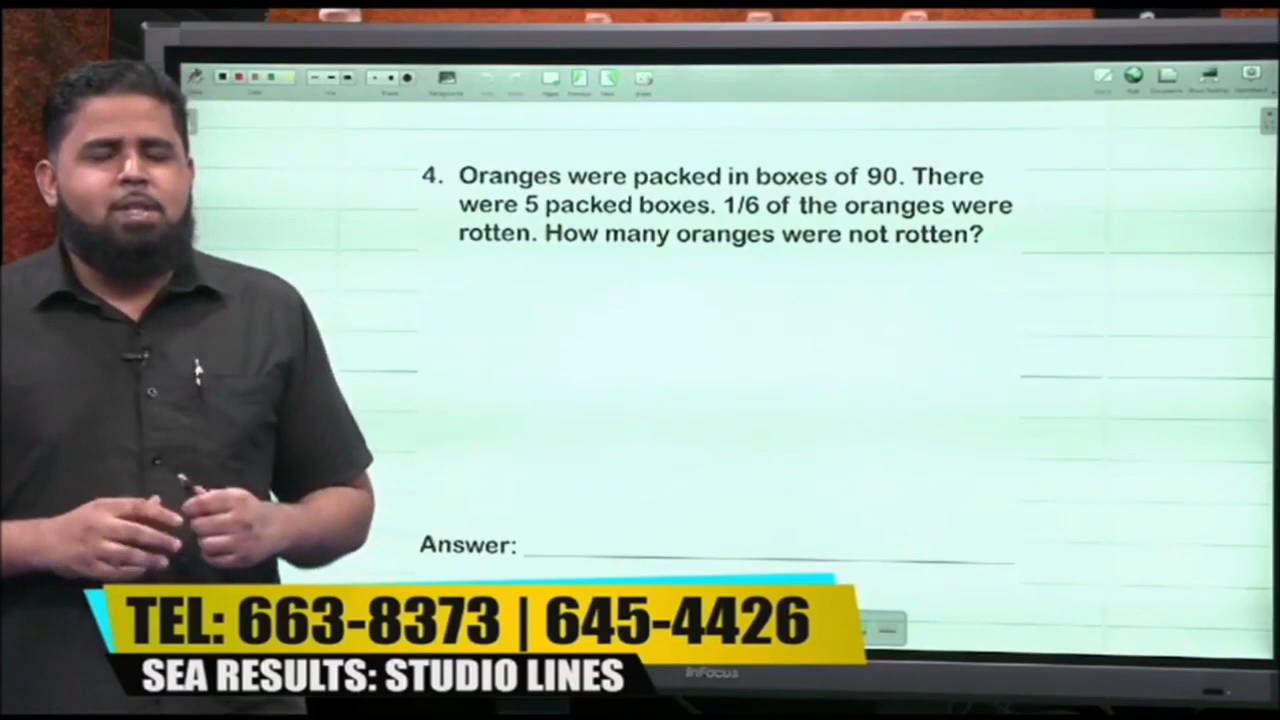 4. Oranges were packed in boxes of 90. There
were 5 packed boxes. 1/6 of the oranges were
rotten. How many oranges were not rotten?
Answer:
TEL: 663-8373 | 645-4426
SEA RESULTS: STUDIO LINES
InFocus